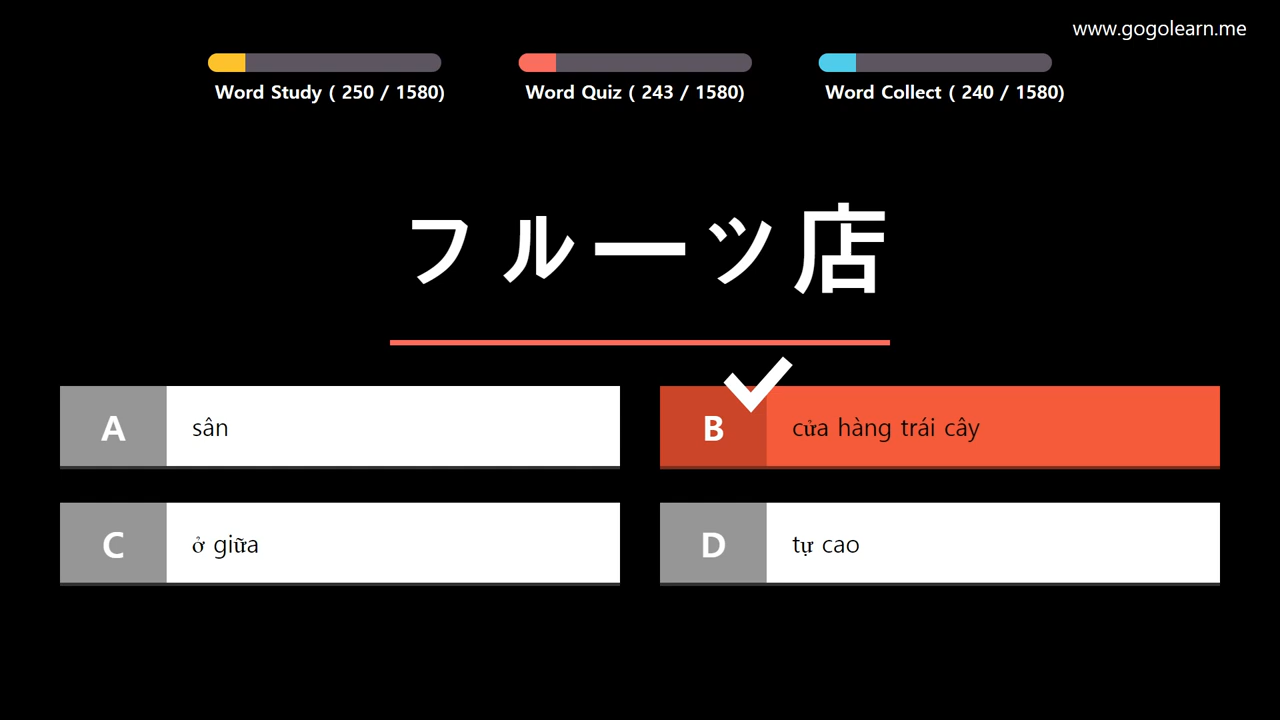 www.gogolearn.me
Word Study ( 250 / 1580)
Word Quiz ( 243 / 1580)
Word Collect ( 240 / 1580)
フルーツ店
A sân
B cửa hàng trái cây
C ở giữa
D tự cao